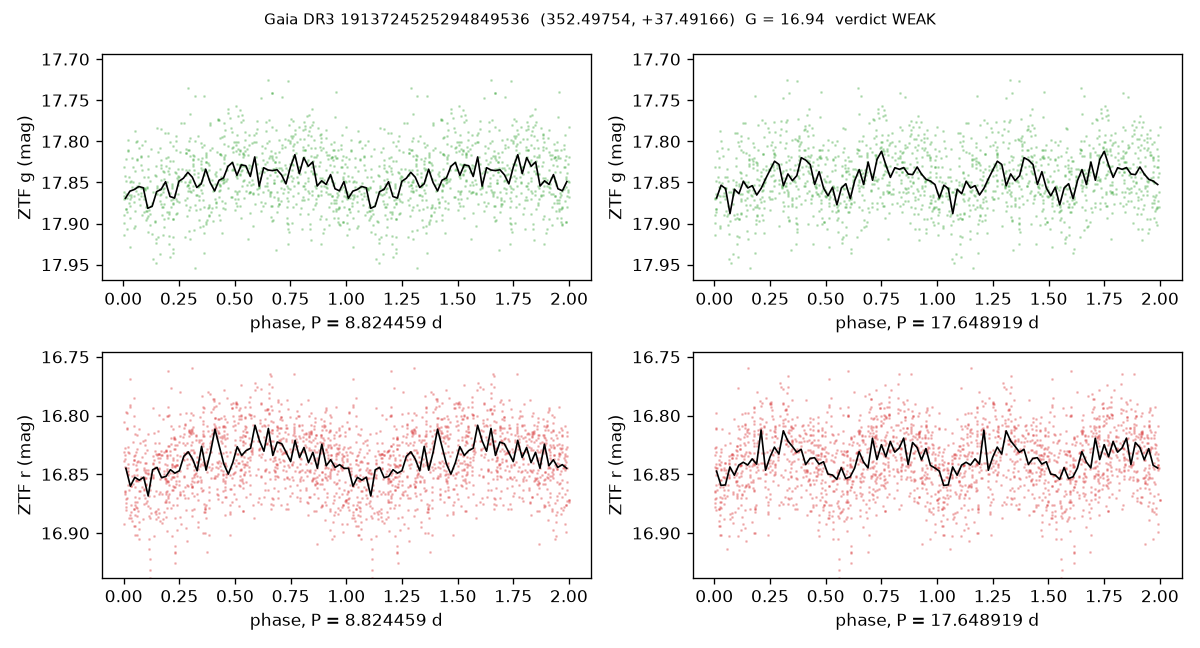 Gaia DR3 1913724525294849536 (352.49754, +37.49166) G = 16.94 verdict WEAK
17.70
17.75
17.80
17.85
17.90
17.95
ZTF g (mag)
0.00 0.25 0.50 0.75 1.00 1.25 1.50 1.75 2.00
phase, P = 8.824459 d
17.70
17.75
17.80
17.85
17.90
17.95
ZTF g (mag)
0.00 0.25 0.50 0.75 1.00 1.25 1.50 1.75 2.00
phase, P = 17.648919 d
16.75
16.80
16.85
16.90
ZTF r (mag)
0.00 0.25 0.50 0.75 1.00 1.25 1.50 1.75 2.00
phase, P = 8.824459 d
16.75
16.80
16.85
16.90
ZTF r (mag)
0.00 0.25 0.50 0.75 1.00 1.25 1.50 1.75 2.00
phase, P = 17.648919 d